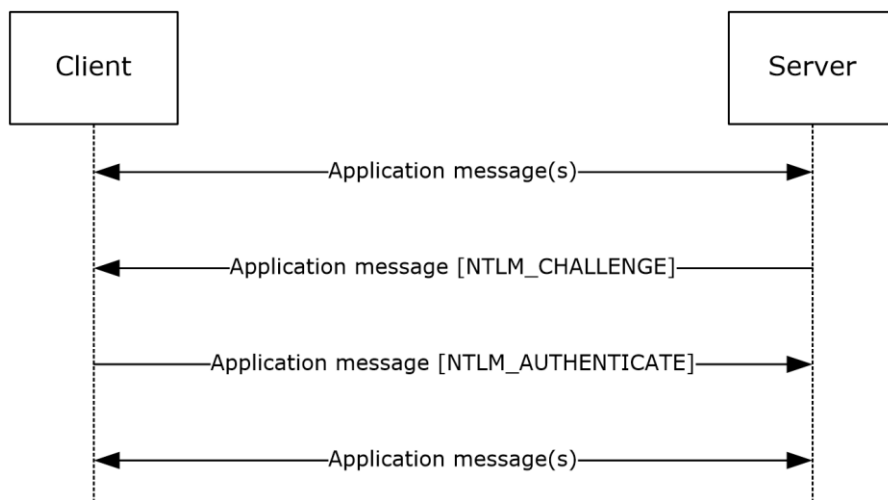 Client
Server
Application message(s)
Application message [NTLM_CHALLENGE]
Application message [NTLM_AUTHENTICATE]
Application message(s)